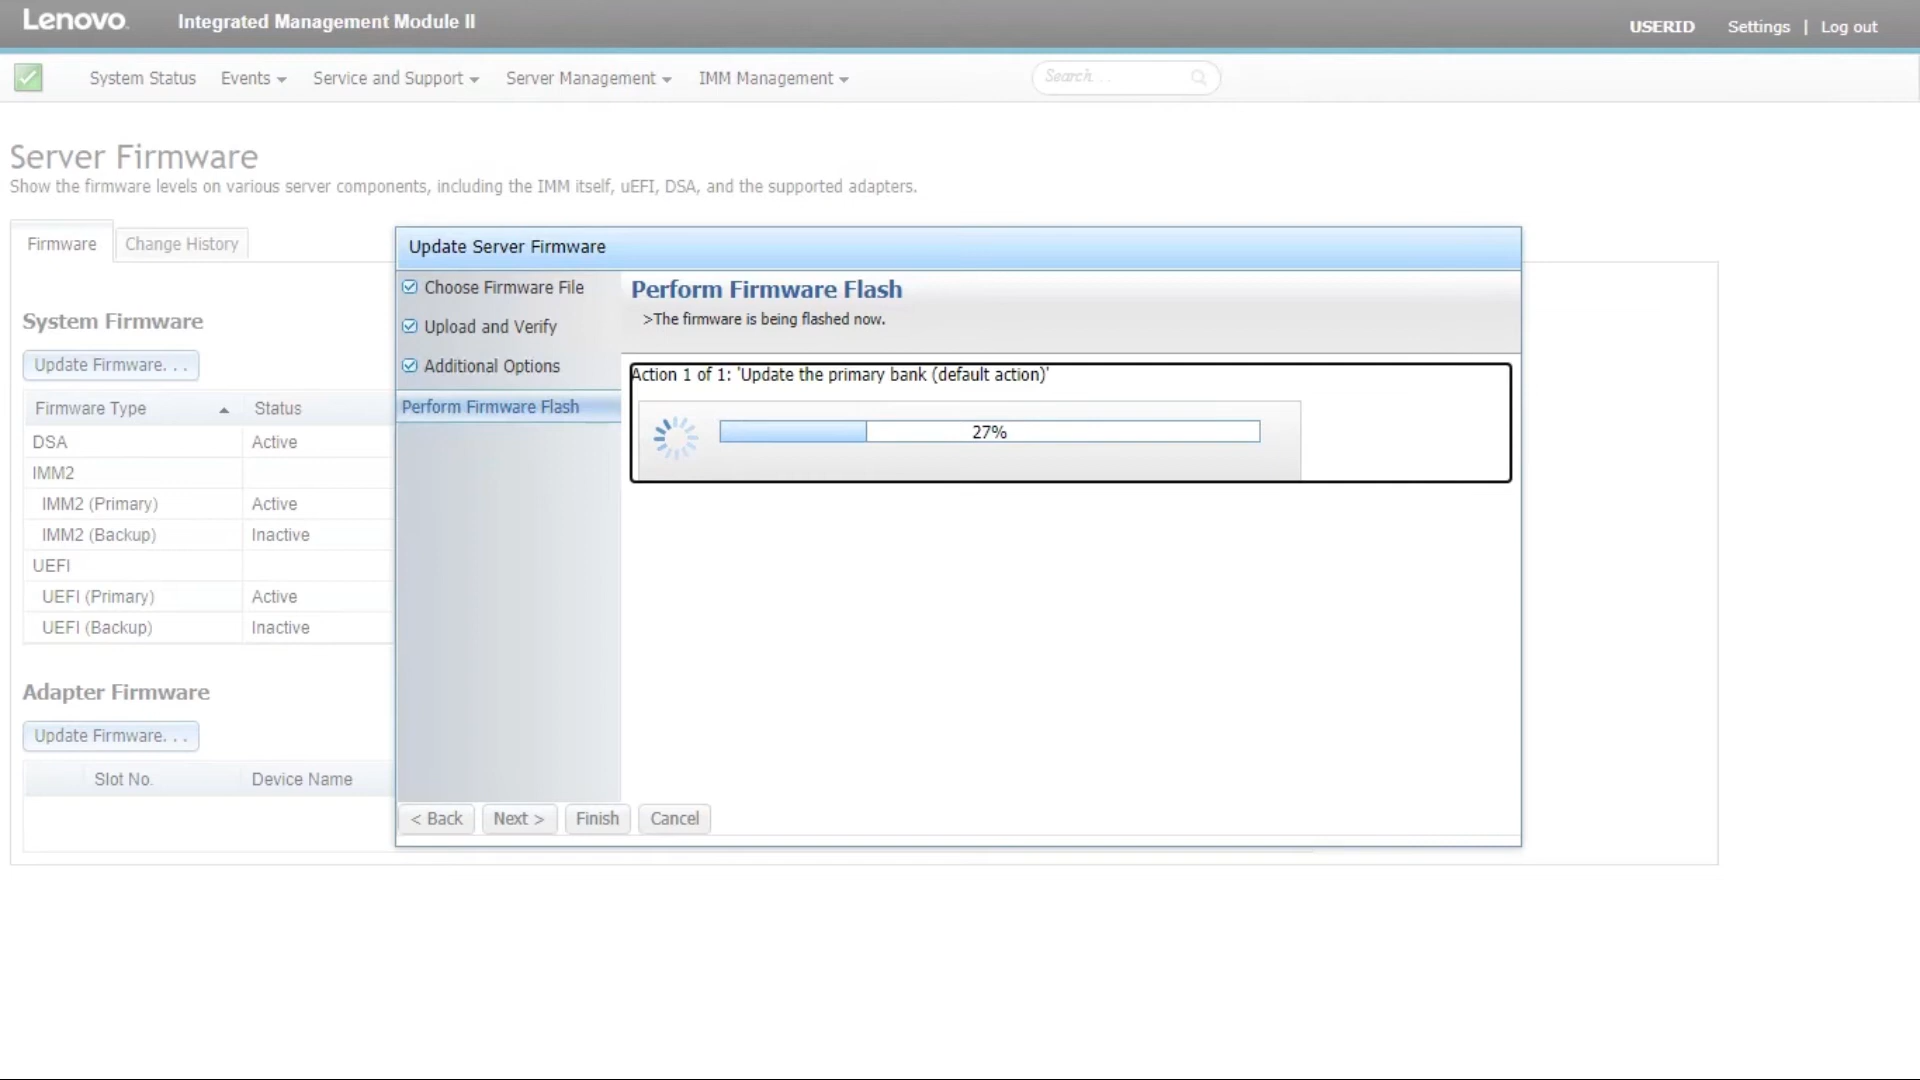 Lenovo
Integrated Management Module II
USERID
Settings | Log out
System Status
Events
Service and Support
Server Management
IMM Management
Search. . .
Server Firmware
Show the firmware levels on various server components, including the IMM itself, uEFI, DSA, and the supported adapters.
Firmware
Change History
System Firmware
Update Firmware. . .
Firmware Type
Status
DSA
Active
IMM2
IMM2 (Primary)
Active
IMM2 (Backup)
Inactive
UEFI
UEFI (Primary)
Active
UEFI (Backup)
Inactive
Adapter Firmware
Update Firmware. . .
Slot No.
Device Name
Update Server Firmware
Choose Firmware File
Upload and Verify
Additional Options
Perform Firmware Flash
Perform Firmware Flash
>The firmware is being flashed now.
Action 1 of 1: 'Update the primary bank (default action)'
27%
< Back
Next >
Finish
Cancel